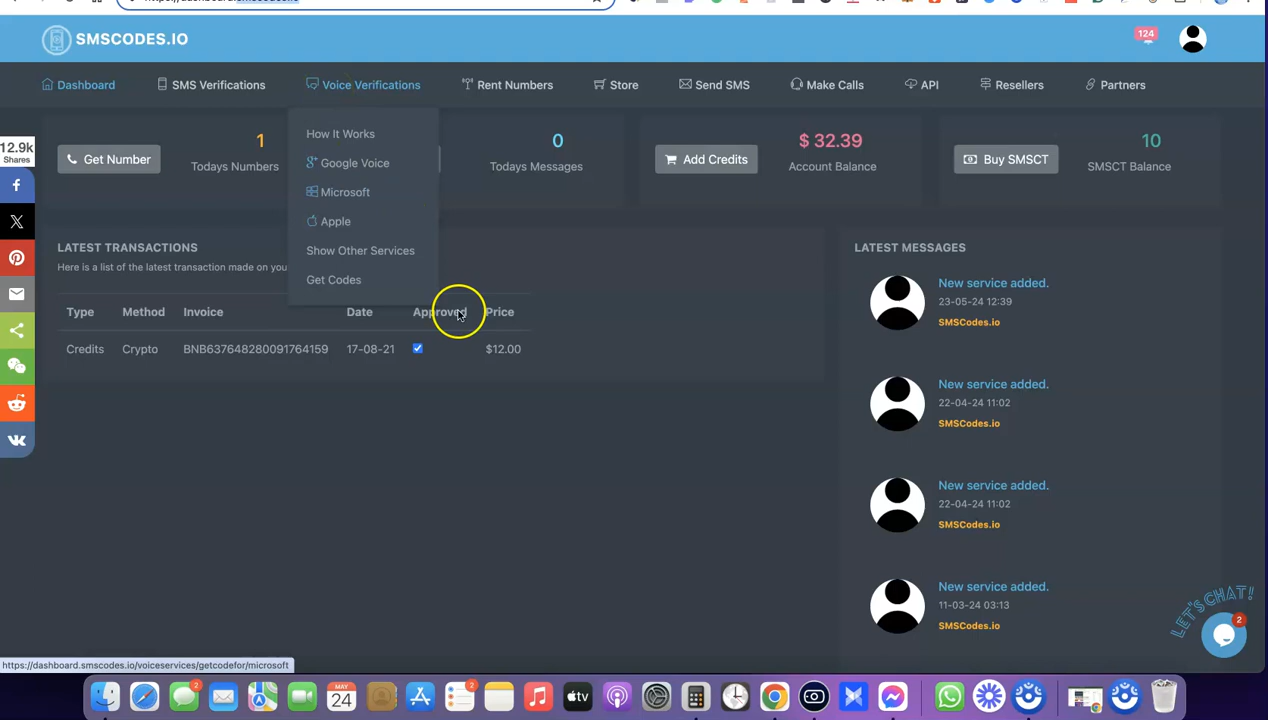 SMSCODES.IO
124
Dashboard
SMS Verifications
Voice Verifications
Rent Numbers
Store
Send SMS
Make Calls
API
Resellers
Partners
12.9k
Shares
Get Number
1
Todays Numbers
0
Todays Messages
Add Credits
$ 32.39
Account Balance
Buy SMSCT
10
SMSCT Balance
How It Works
Google Voice
Microsoft
Apple
Show Other Services
Get Codes
LATEST TRANSACTIONS
Here is a list of the latest transaction made on you
Type Method Invoice Date Approved Price
Credits Crypto BNB637648280091764159 17-08-21 $12.00
LATEST MESSAGES
New service added.
23-05-24 12:39
SMSCodes.io
New service added.
22-04-24 11:02
SMSCodes.io
New service added.
22-04-24 11:02
SMSCodes.io
New service added.
11-03-24 03:13
SMSCodes.io
LET'S CHAT!
2
https://dashboard.smscodes.io/voiceservices/getcodefor/microsoft
2
MAY
24
2
tv